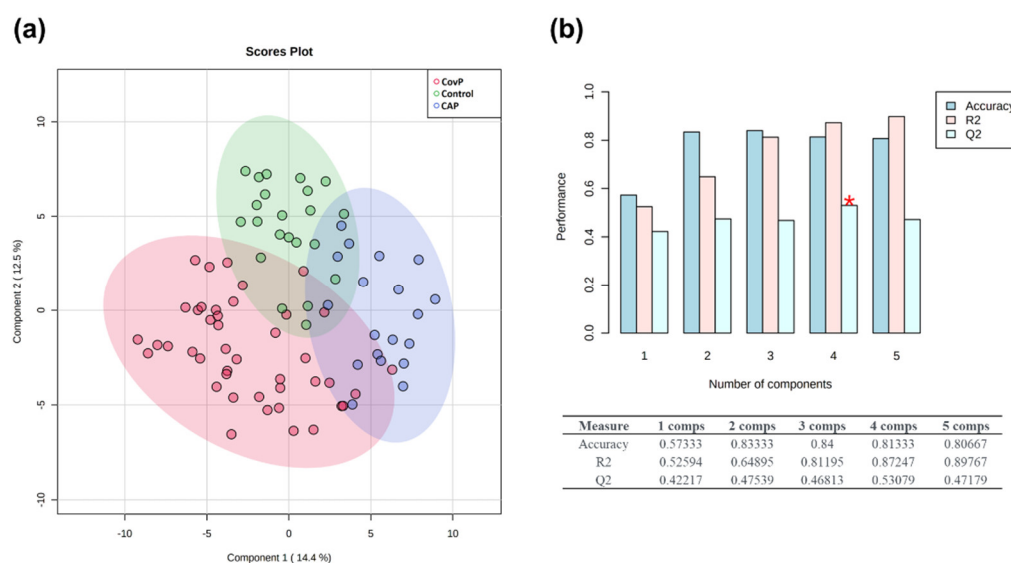 (a)
Scores Plot
CovP
Control
CAP
Component 2 ( 12.5 %)
10
5
0
-5
-10
-10 -5 0 5 10
Component 1 ( 14.4 %)
(b)
Accuracy
R2
Q2
Performance
1.0
0.8
0.6
0.4
0.2
0.0
*
1 2 3 4 5
Number of components
Measure 1 comps 2 comps 3 comps 4 comps 5 comps
Accuracy 0.57333 0.83333 0.84 0.81333 0.80667
R2 0.52594 0.64895 0.81195 0.87247 0.89767
Q2 0.42217 0.47539 0.46813 0.53079 0.47179